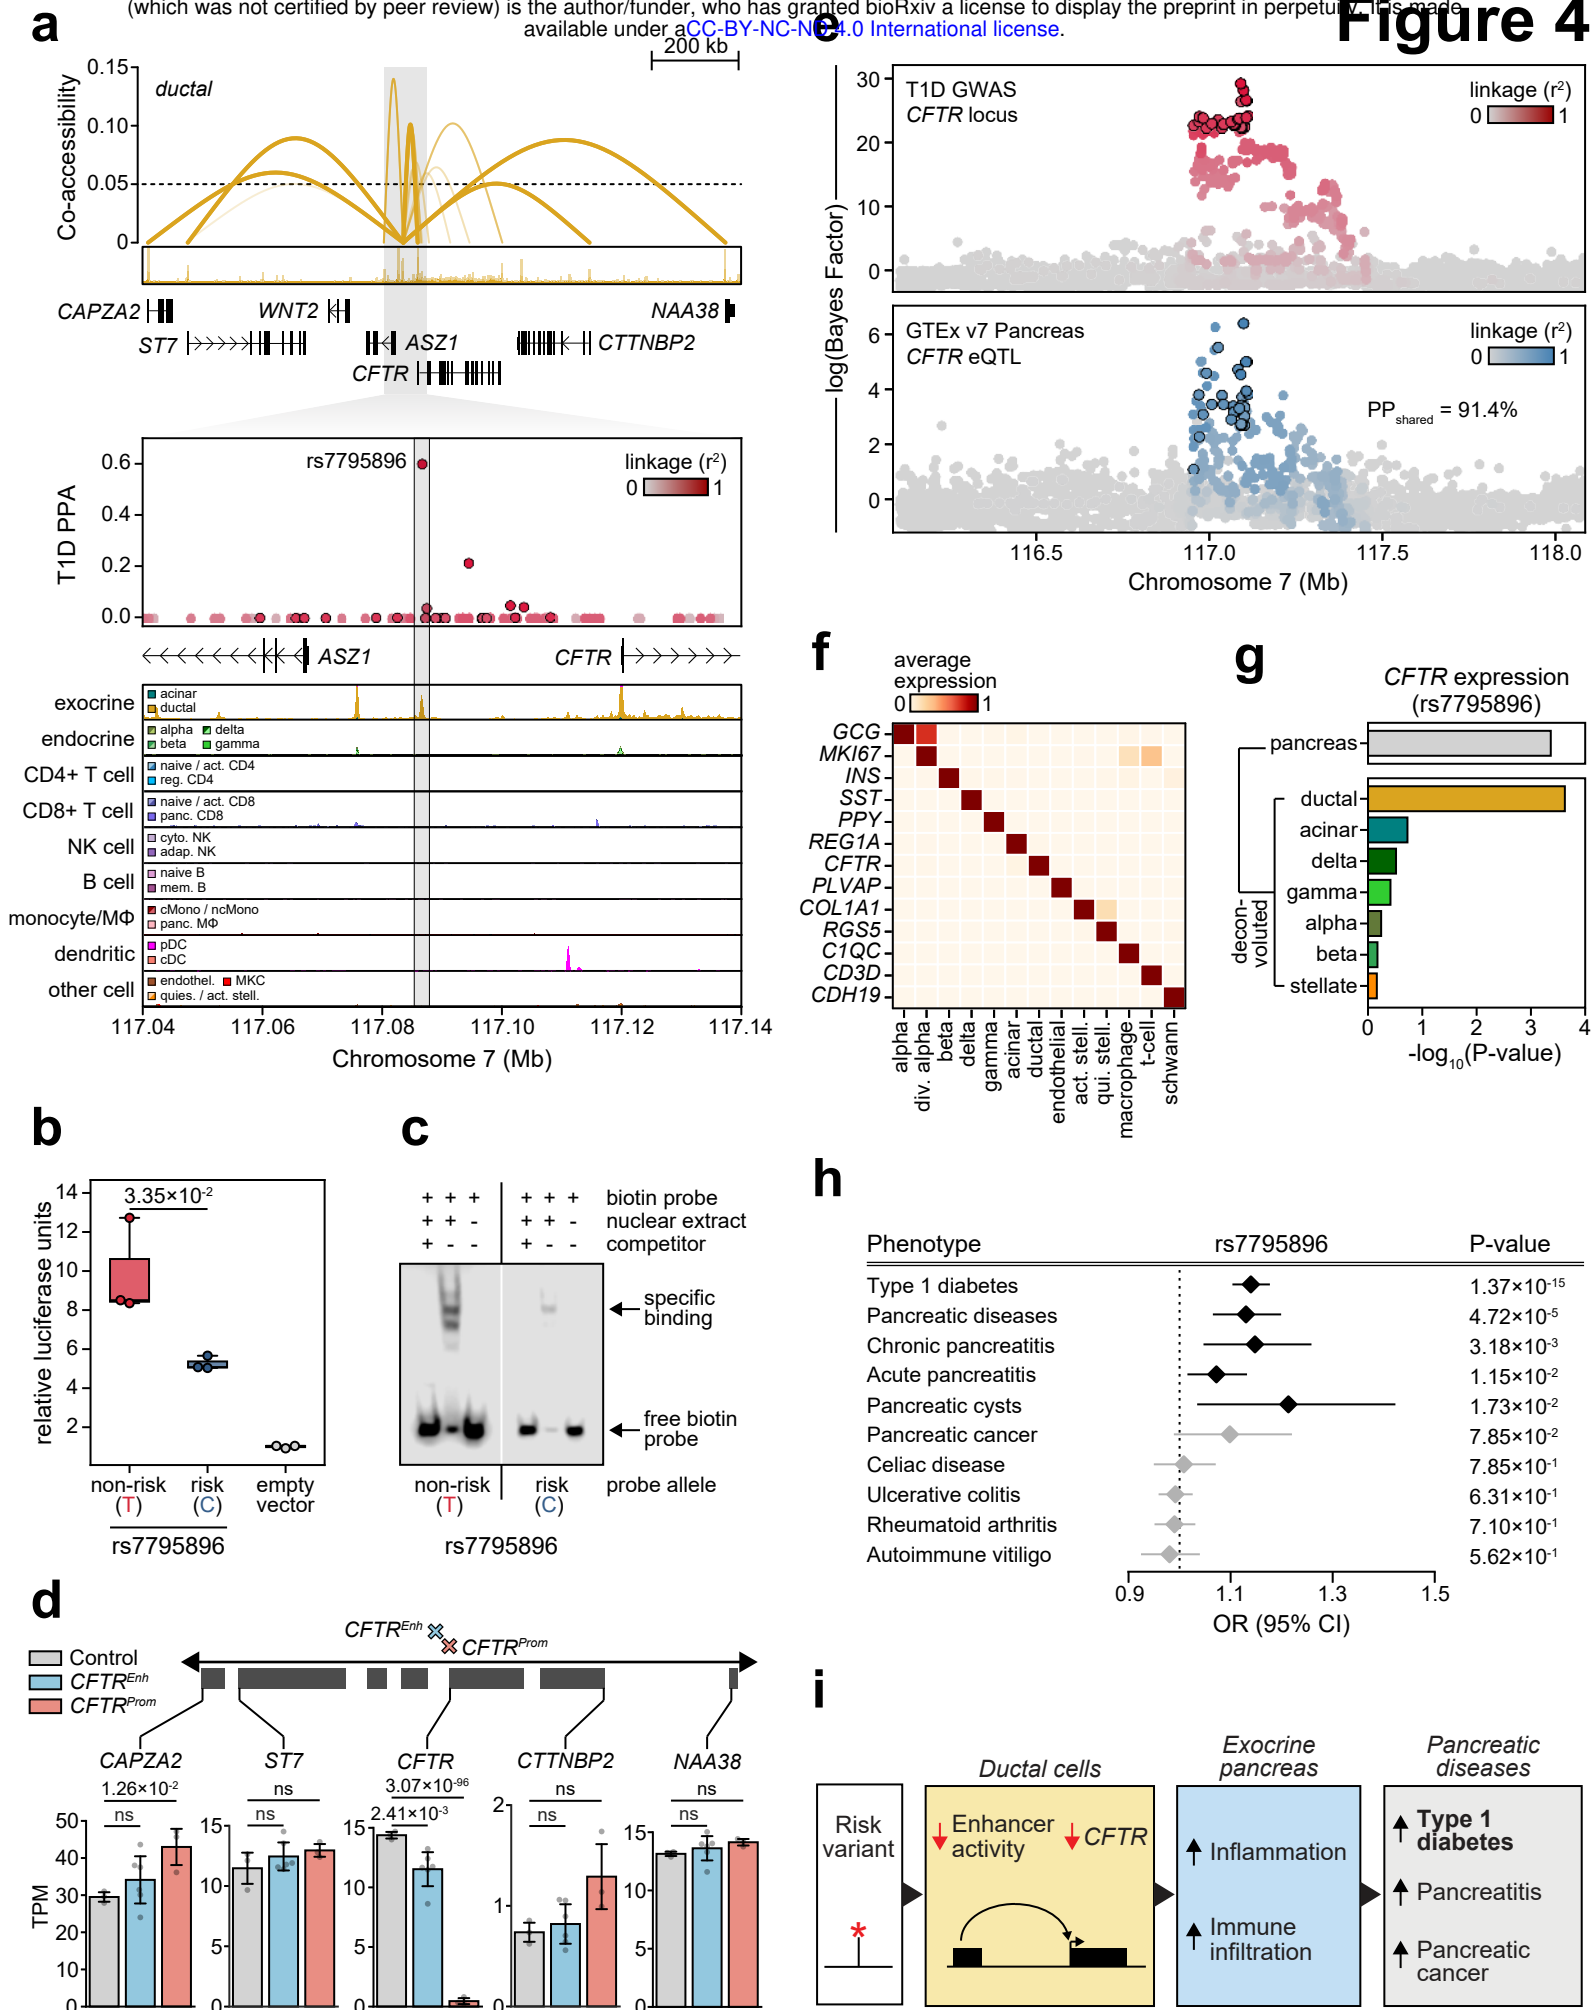 (which was not certified by peer review) is the author/funder, who has granted bioRxiv a license to display the preprint in perpetuity. It is made
available under aCC-BY-NC-ND 4.0 International license.
Figure 4
a
200 kb
ductal
Co-accessibility
0.15
0.10
0.05
0
CAPZA2
WNT2
NAA38
ST7
ASZ1
CTTNBP2
CFTR
T1D PPA
0.6
0.4
0.2
0.0
rs7795896
linkage (r²)
0 1
ASZ1
CFTR
exocrine
acinar
ductal
endocrine
alpha delta
beta gamma
CD4+ T cell
naive / act. CD4
reg. CD4
CD8+ T cell
naive / act. CD8
panc. CD8
NK cell
cyto. NK
adap. NK
B cell
naive B
mem. B
monocyte/MΦ
cMono / ncMono
panc. MΦ
dendritic
pDC
cDC
other cell
endothel. MKC
quies. / act. stell.
117.04 117.06 117.08 117.10 117.12 117.14
Chromosome 7 (Mb)
b
relative luciferase units
14
12
10
8
6
4
2
3.35×10⁻²
non-risk
(T)
risk
(C)
empty
vector
rs7795896
c
+ + + + + + biotin probe
+ + - + + - nuclear extract
+ - - + - - competitor
specific
binding
free biotin
probe
non-risk
(T)
risk
(C)
probe allele
rs7795896
d
Control
CFTRᴱⁿʰ
CFTRᴾʳᵒᵐ
CFTRᴱⁿʰ
CFTRᴾʳᵒᵐ
CAPZA2 ST7 CFTR CTTNBP2 NAA38
TPM
1.26×10⁻²
ns
50
40
30
20
10
0
ns
ns
15
10
5
0
3.07×10⁻⁹⁶
2.41×10⁻³
15
10
5
0
ns
ns
2
1
0
ns
ns
15
10
5
0
e
log(Bayes Factor)
T1D GWAS
CFTR locus
linkage (r²)
0 1
30
20
10
0
GTEx v7 Pancreas
CFTR eQTL
linkage (r²)
0 1
PPshared = 91.4%
6
4
2
0
116.5 117.0 117.5 118.0
Chromosome 7 (Mb)
f
average
expression
0 1
GCG
MKI67
INS
SST
PPY
REG1A
CFTR
PLVAP
COL1A1
RGS5
C1QC
CD3D
CDH19
alpha
div. alpha
beta
delta
gamma
acinar
ductal
endothelial
act. stell.
qui. stell.
macrophage
t-cell
schwann
g
CFTR expression
(rs7795896)
pancreas
decon-
voluted
ductal
acinar
delta
gamma
alpha
beta
stellate
0 1 2 3 4
-log₁₀(P-value)
h
Phenotype rs7795896 P-value
Type 1 diabetes 1.37×10⁻¹⁵
Pancreatic diseases 4.72×10⁻⁵
Chronic pancreatitis 3.18×10⁻³
Acute pancreatitis 1.15×10⁻²
Pancreatic cysts 1.73×10⁻²
Pancreatic cancer 7.85×10⁻²
Celiac disease 7.85×10⁻¹
Ulcerative colitis 6.31×10⁻¹
Rheumatoid arthritis 7.10×10⁻¹
Autoimmune vitiligo 5.62×10⁻¹
0.9 1.1 1.3 1.5
OR (95% CI)
i
Risk
variant
*
Ductal cells
↓ Enhancer
activity
↓ CFTR
Exocrine
pancreas
↑ Inflammation
↑ Immune
infiltration
Pancreatic
diseases
↑ Type 1
diabetes
↑ Pancreatitis
↑ Pancreatic
cancer